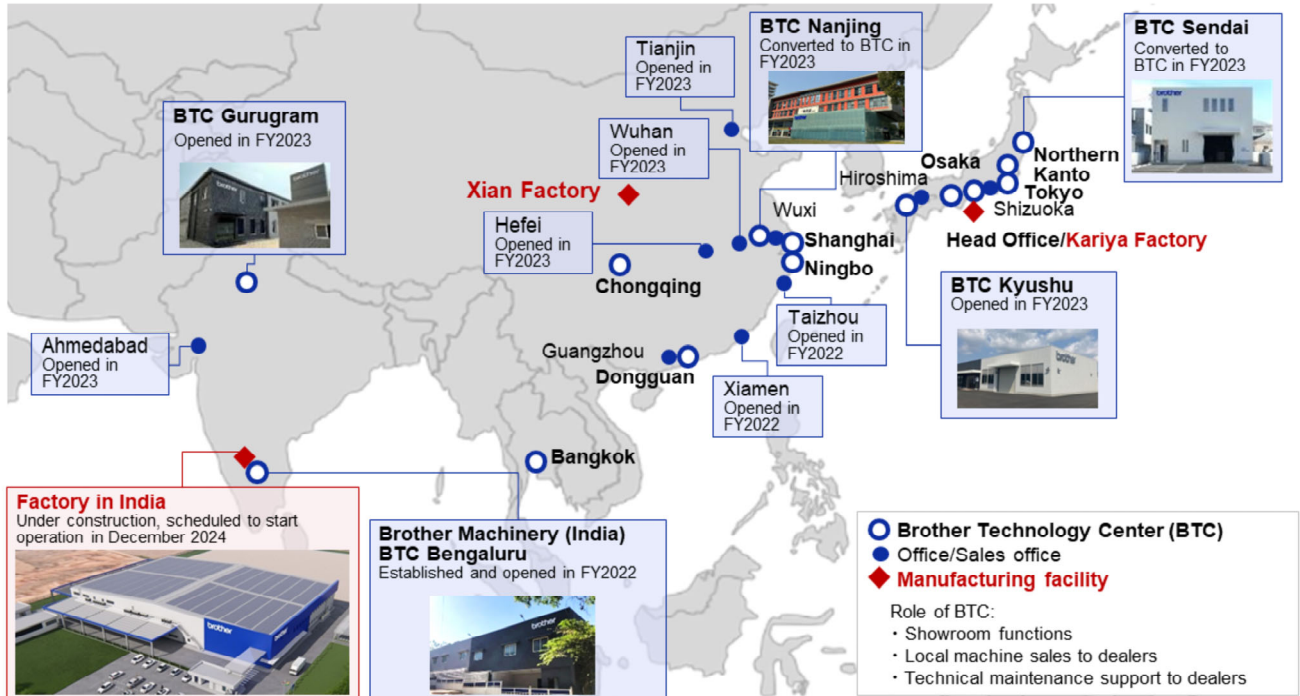 BTC Gurugram
Opened in FY2023
brother
Tianjin
Opened in
FY2023
Wuhan
Opened in
FY2023
BTC Nanjing
Converted to BTC in
FY2023
BTC Sendai
Converted to
BTC in FY2023
brother
Xian Factory
Hefei
Opened in
FY2023
Chongqing
Wuxi
Shanghai
Ningbo
Osaka
Hiroshima
Northern
Kanto
Tokyo
Shizuoka
Head Office/Kariya Factory
BTC Kyushu
Opened in FY2023
brother
Taizhou
Opened in
FY2022
Ahmedabad
Opened in
FY2023
Guangzhou
Dongguan
Xiamen
Opened in
FY2022
Bangkok
Factory in India
Under construction, scheduled to start
operation in December 2024
brother
Brother Machinery (India)
BTC Bengaluru
Established and opened in FY2022
brother
Brother Technology Center (BTC)
Office/Sales office
Manufacturing facility
Role of BTC:
・Showroom functions
・Local machine sales to dealers
・Technical maintenance support to dealers